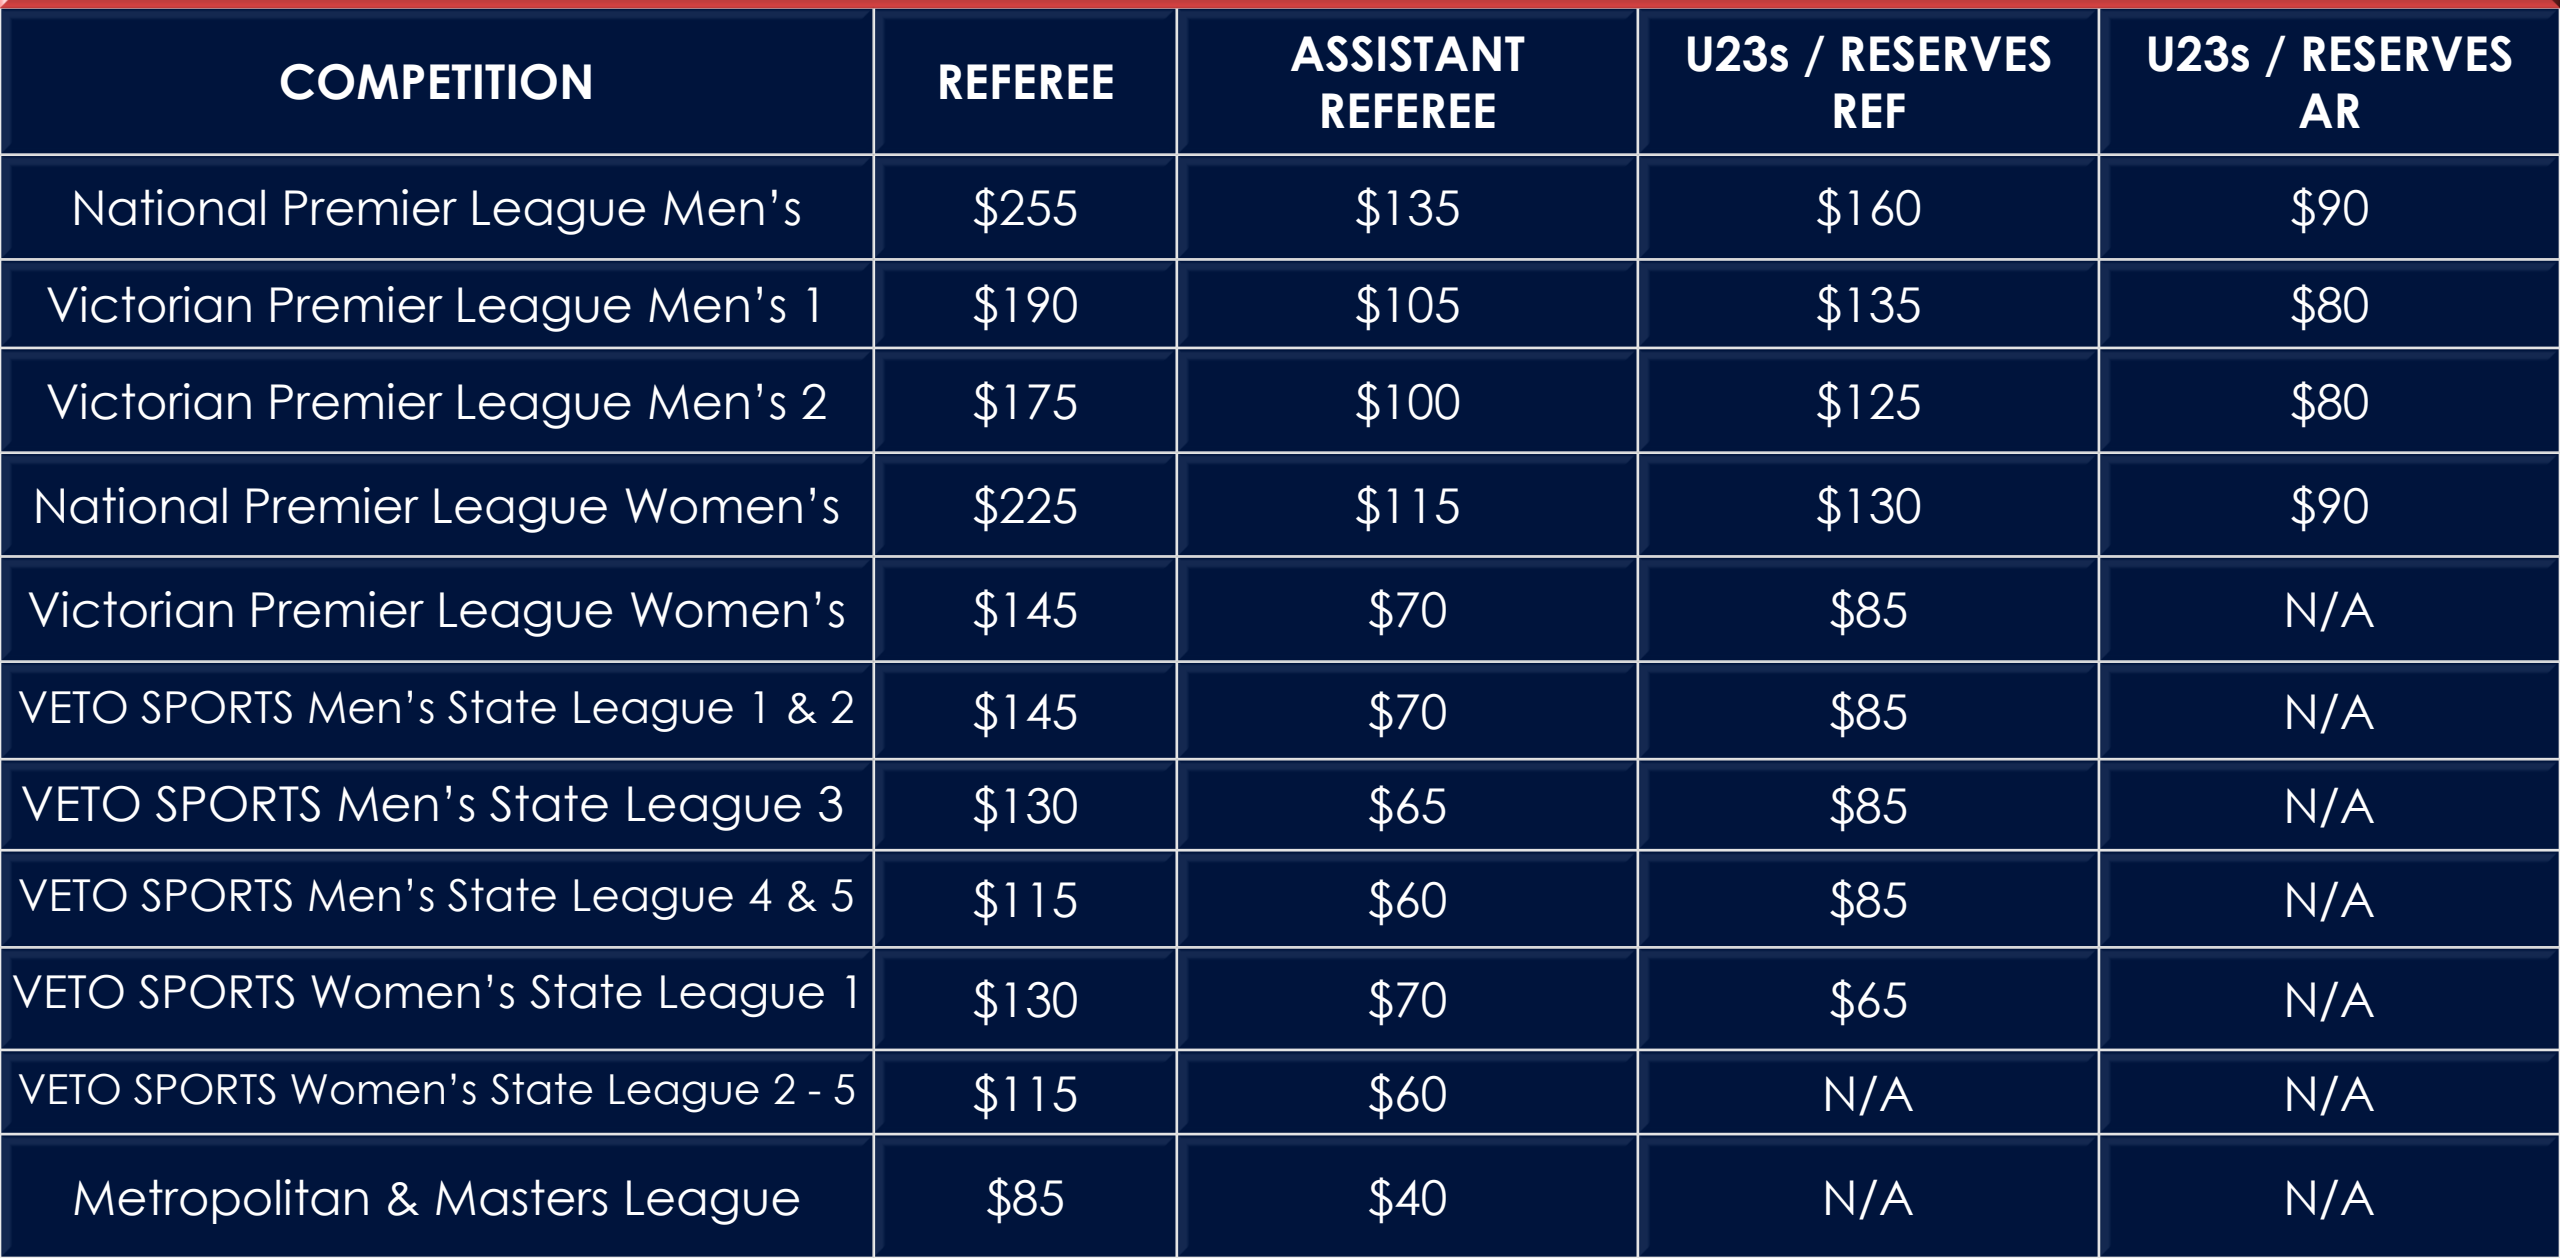 COMPETITION REFEREE ASSISTANT REFEREE U23s / RESERVES REF U23s / RESERVES AR
National Premier League Men’s $255 $135 $160 $90
Victorian Premier League Men’s 1 $190 $105 $135 $80
Victorian Premier League Men’s 2 $175 $100 $125 $80
National Premier League Women’s $225 $115 $130 $90
Victorian Premier League Women’s $145 $70 $85 N/A
VETO SPORTS Men’s State League 1 & 2 $145 $70 $85 N/A
VETO SPORTS Men’s State League 3 $130 $65 $85 N/A
VETO SPORTS Men’s State League 4 & 5 $115 $60 $85 N/A
VETO SPORTS Women’s State League 1 $130 $70 $65 N/A
VETO SPORTS Women’s State League 2 - 5 $115 $60 N/A N/A
Metropolitan & Masters League $85 $40 N/A N/A